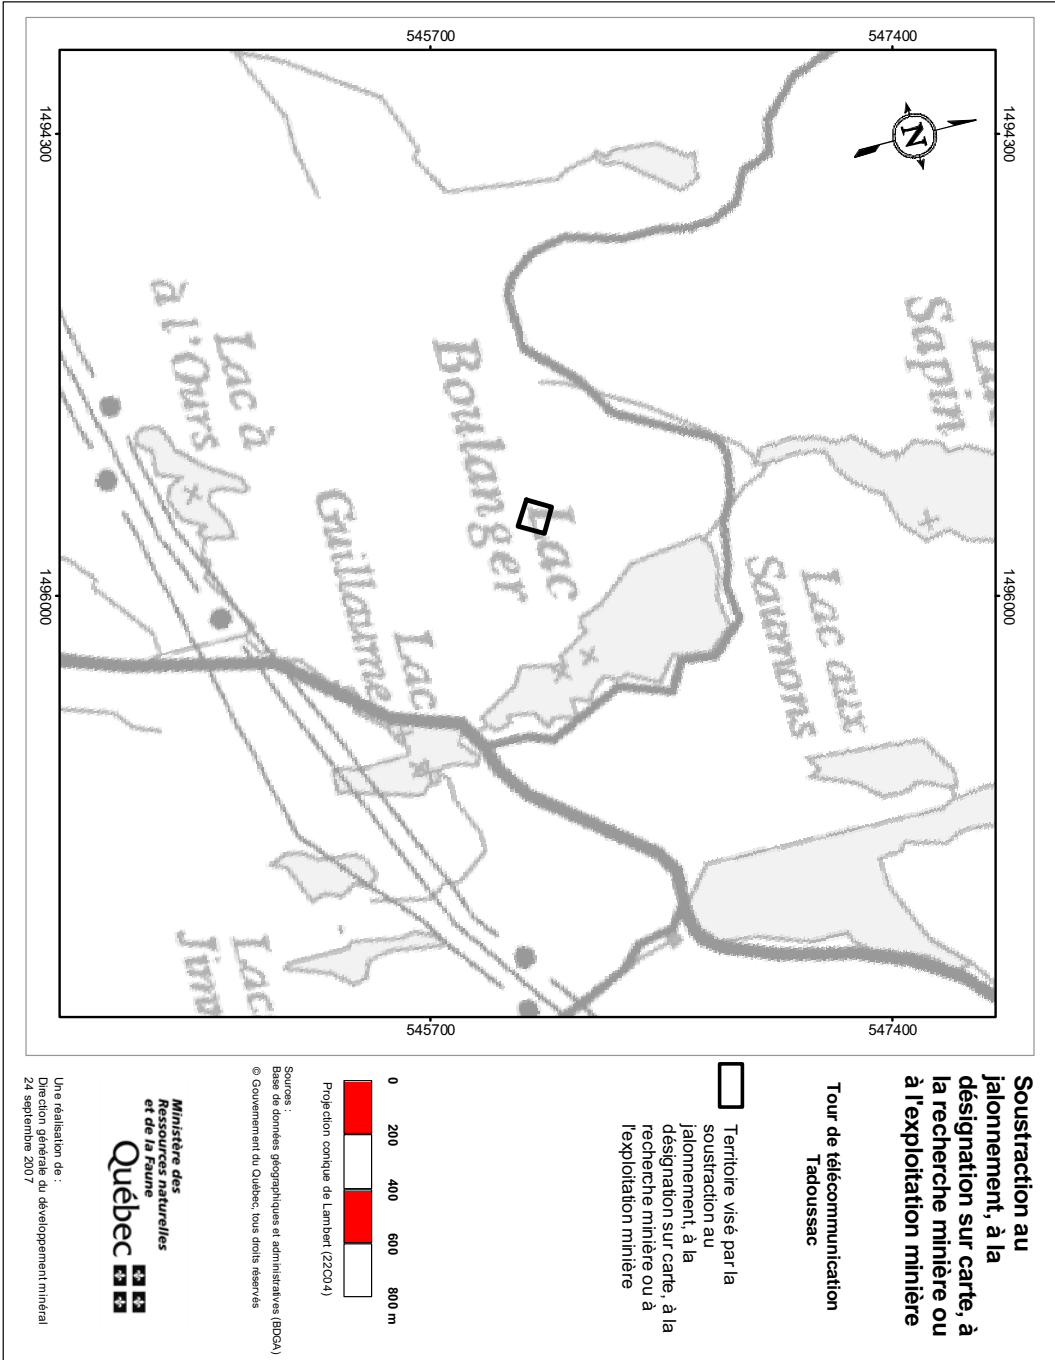 Soustraction au
jalonnement, à la
désignation sur carte, à
la recherche minière ou
à l'exploitation minière
Tour de télécommunication
Tadoussac
Territoire visé par la
soustraction au
jalonnement, à la
désignation sur carte, à la
recherche minière ou à
l'exploitation minière
0 200 400 600 800 m
Projection conique de Lambert (22C04)
Sources :
Base de données géographiques et administratives (BDGA)
© Gouvernement du Québec, tous droits réservés
Ministère des
Ressources naturelles
et de la Faune
Québec
Une réalisation de :
Direction générale du développement minéral
24 septembre 2007
1494300
1496000
1494300
1496000
547400
547400
545700
545700
N
Sapin
Lac aux
Saumons
Lac
Boulanger
Lac
Guillaume
Lac à
à l'Ours
Lac